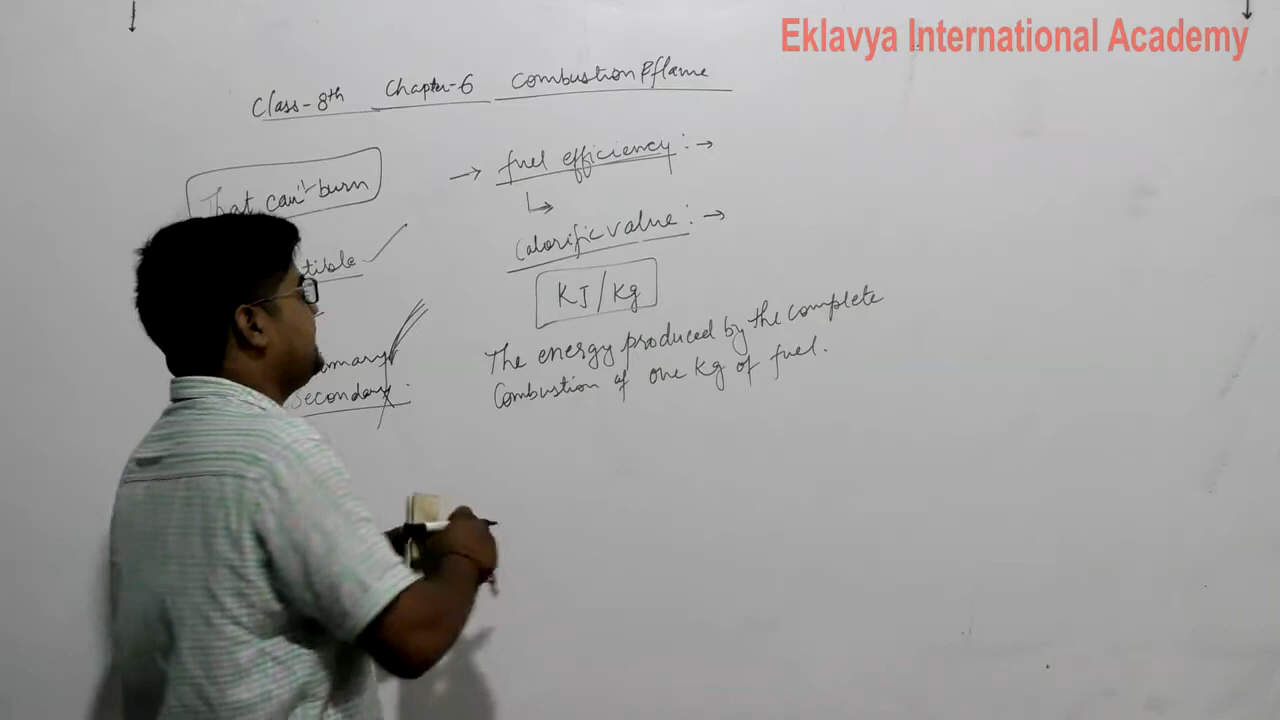 Eklavya International Academy
Class-8th Chapter-6 Combustion & flame
That can't burn
tible
→ fuel efficiency :→
Calorific value :→
KJ/Kg
mary
secondary.
The energy produced by the complete
Combustion of one Kg of fuel.